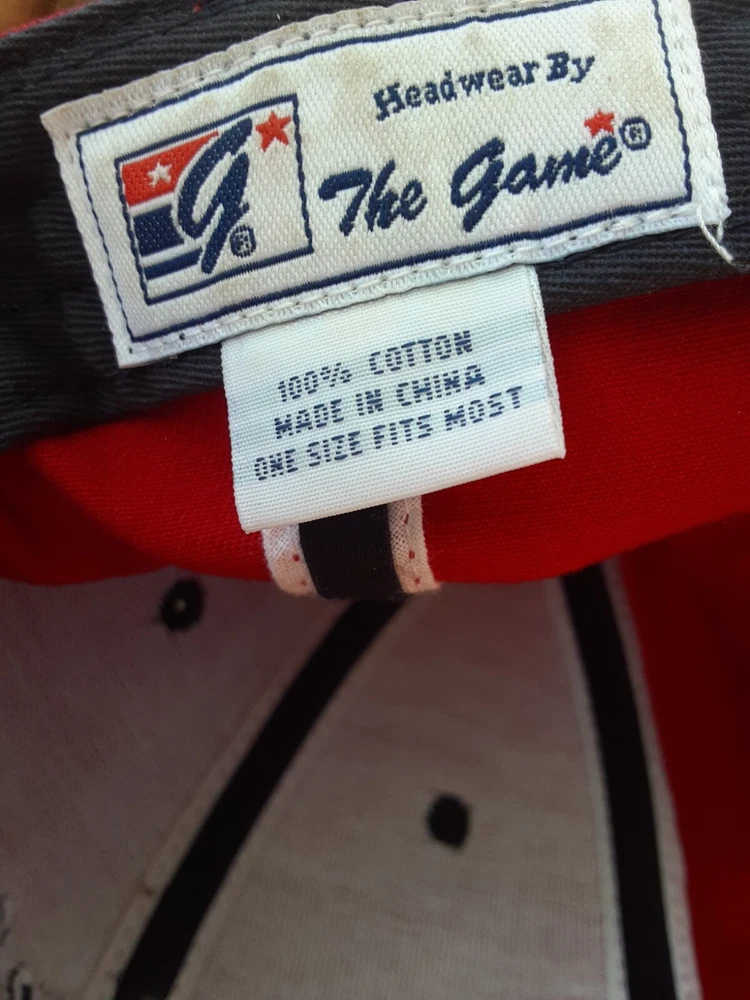 Headwear By
g®
The Game®
100% COTTON
MADE IN CHINA
ONE SIZE FITS MOST